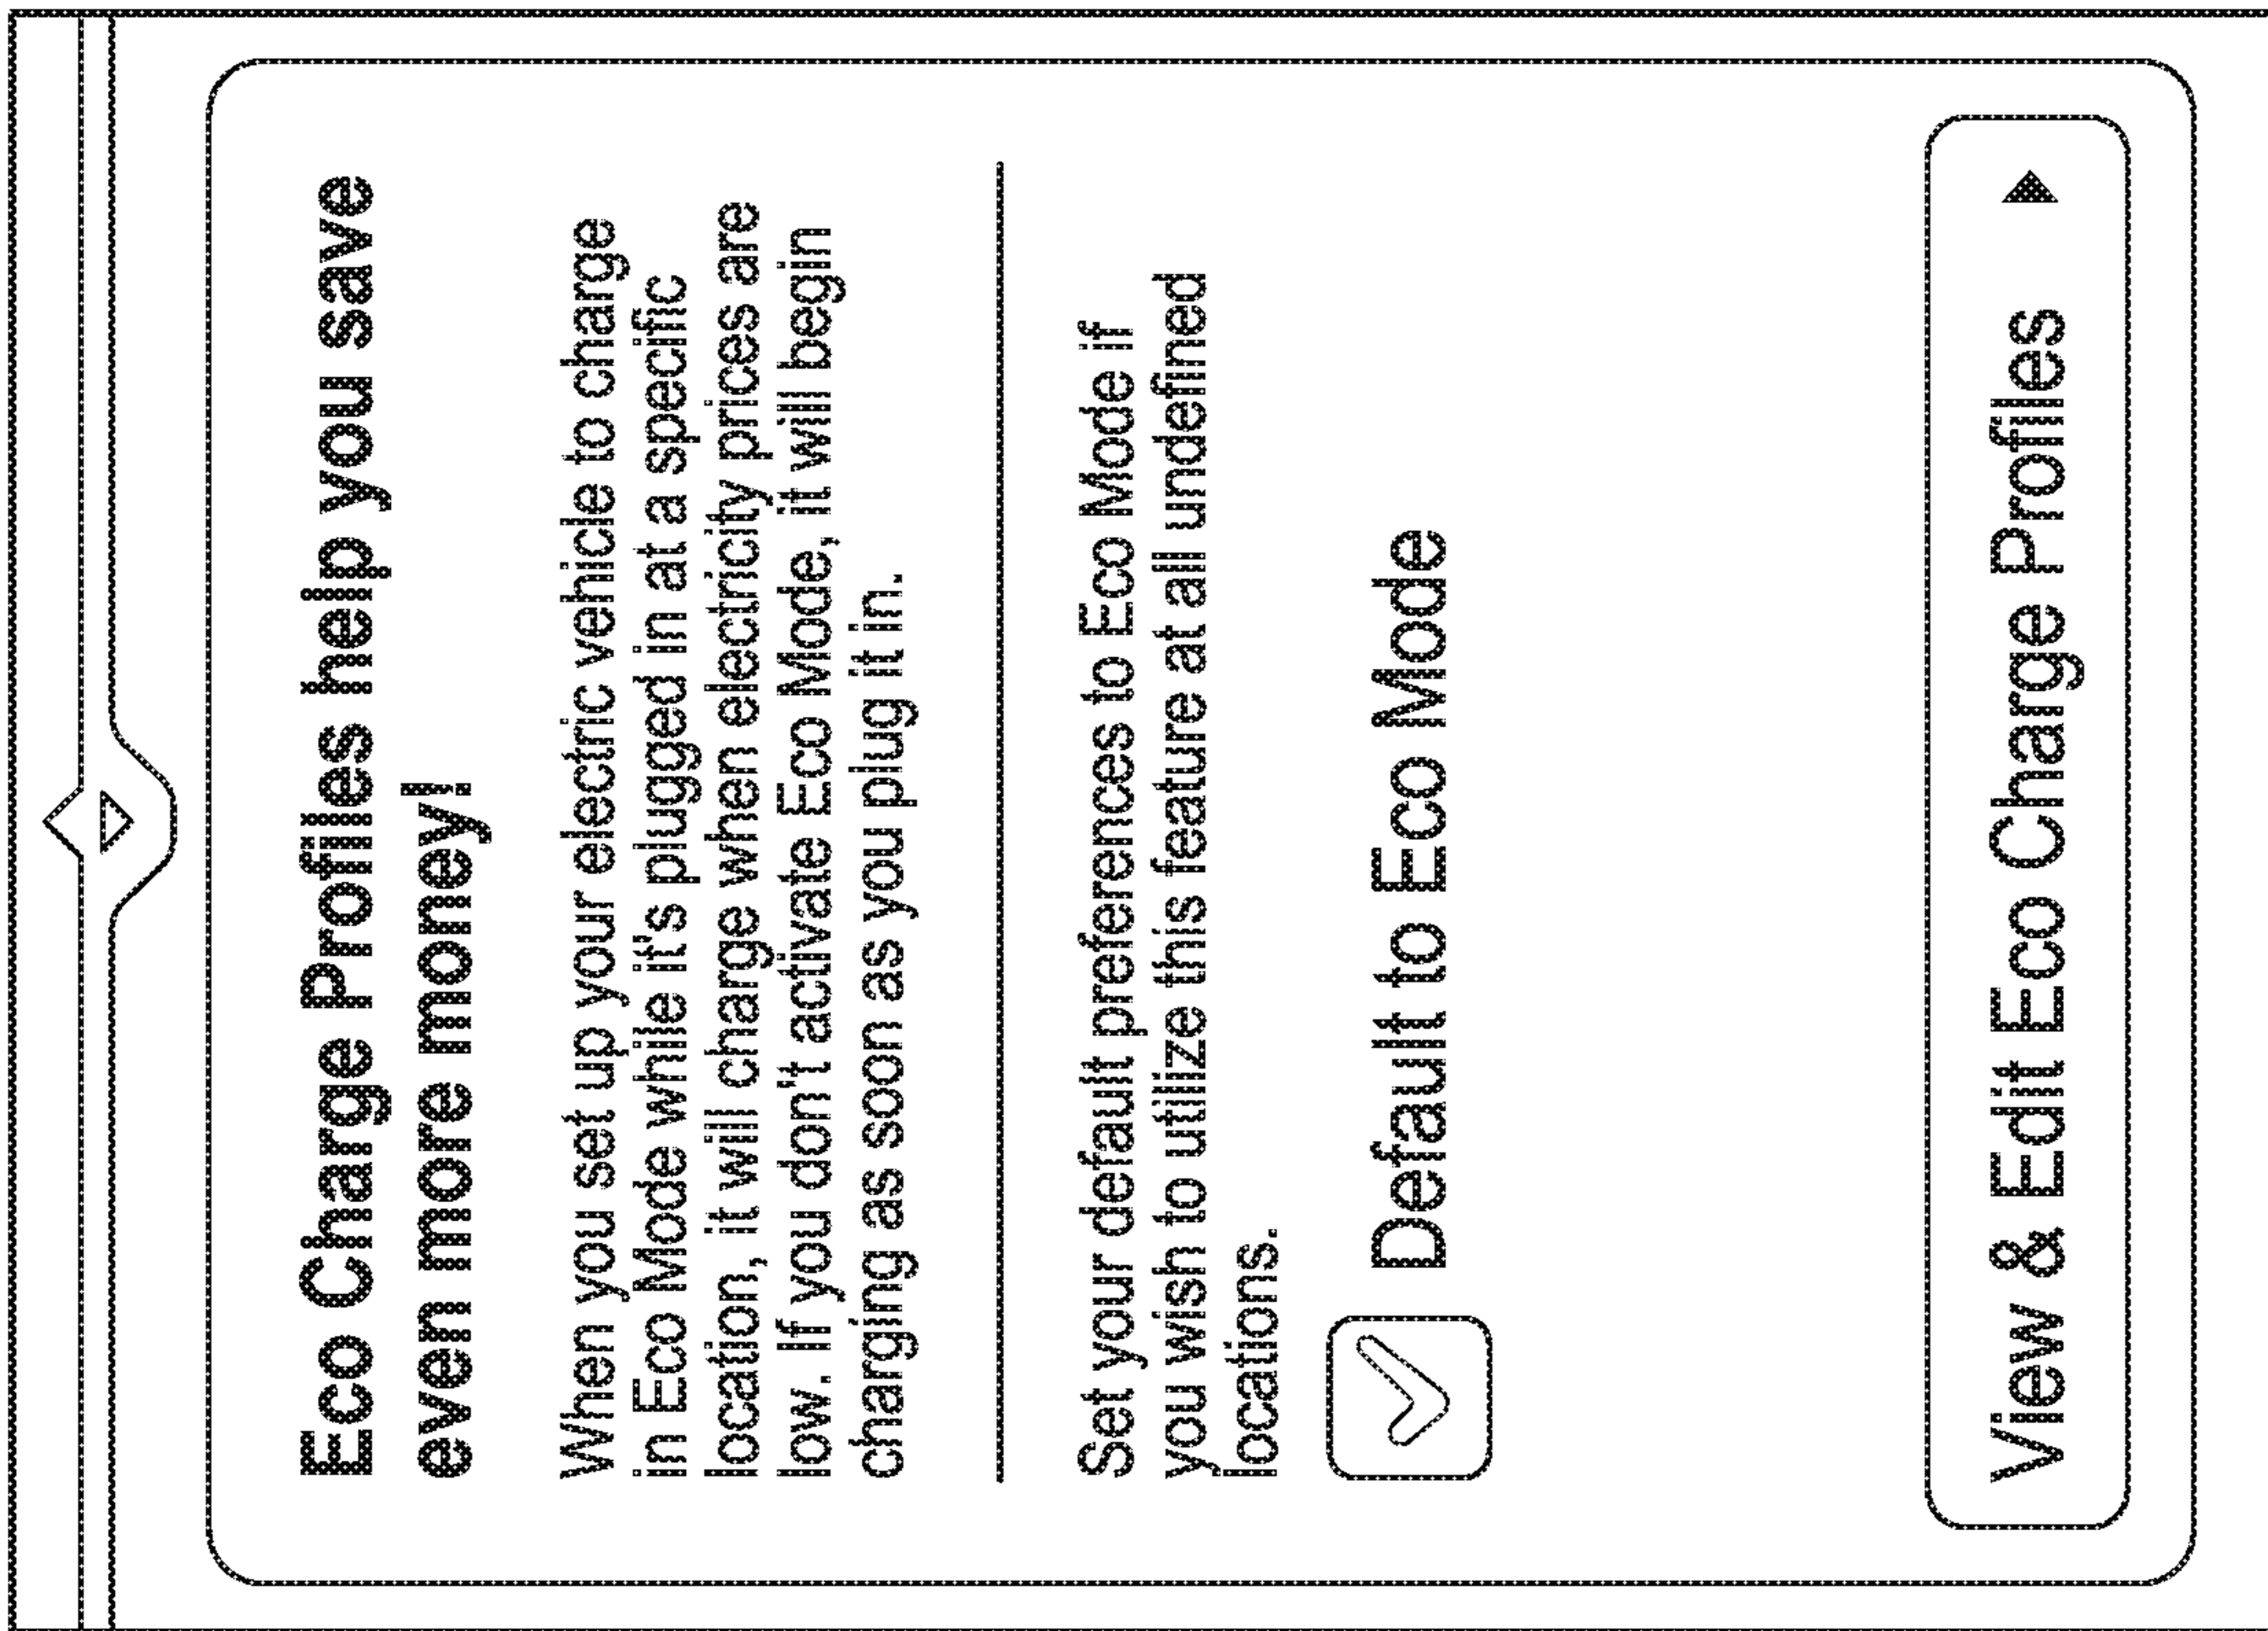 Eco Charge Profiles help you save
even more money!
When you set up your electric vehicle to charge
in Eco Mode while it's plugged in at a specific
location, it will charge when electricity prices are
low. If you don't activate Eco Mode, it will begin
charging as soon as you plug it in.
Set your default preferences to Eco Mode if
you wish to utilize this feature at all undefined
locations.
Default to Eco Mode
View & Edit Eco Charge Profiles